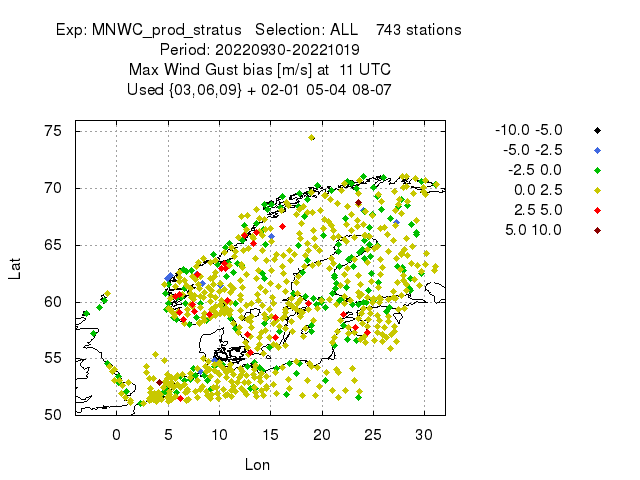 Exp: MNWC_prod_stratus Selection: ALL 743 stations
Period: 20220930-20221019
Max Wind Gust bias [m/s] at 11 UTC
Used {03,06,09} + 02-01 05-04 08-07
-10.0 -5.0
-5.0 -2.5
-2.5 0.0
0.0 2.5
2.5 5.0
5.0 10.0
75
70
65
60
55
50
Lat
0 5 10 15 20 25 30
Lon